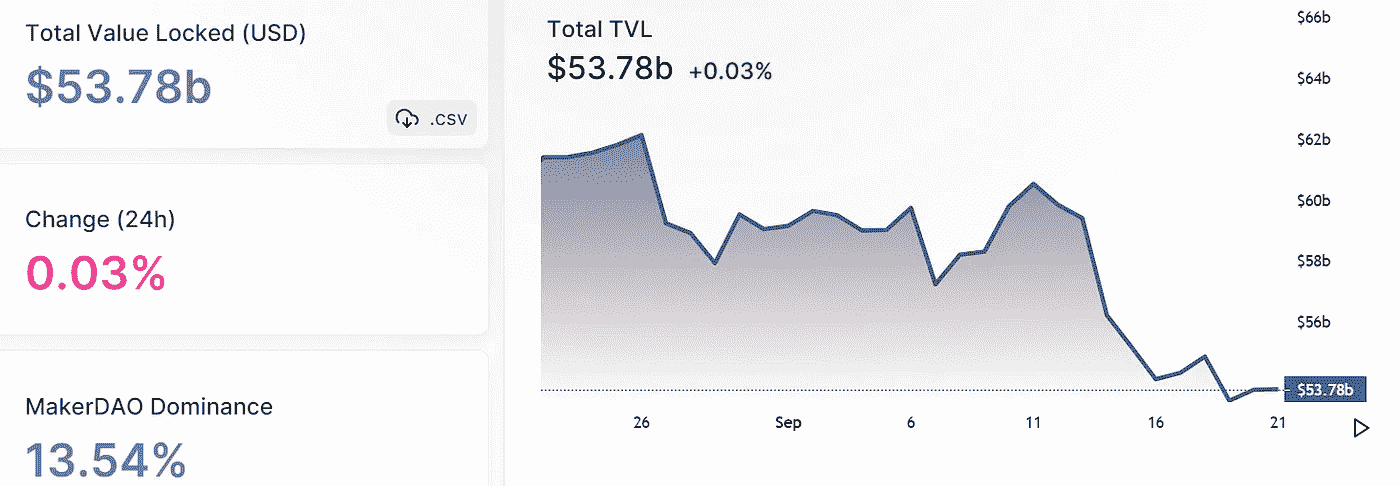 Total Value Locked (USD)
$53.78b
.csv
Change (24h)
0.03%
MakerDAO Dominance
13.54%
Total TVL
$53.78b +0.03%
$66b
$64b
$62b
$60b
$58b
$56b
$53.78b
26 Sep 6 11 16 21